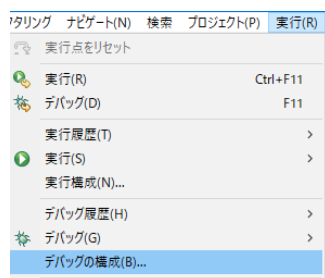 ファクタリング ナビゲート(N) 検索 プロジェクト(P) 実行(R)
実行点をリセット
実行(R) Ctrl+F11
デバッグ(D) F11
実行履歴(T)
実行(S)
実行構成(N)...
デバッグ履歴(H)
デバッグ(G)
デバッグの構成(B)...